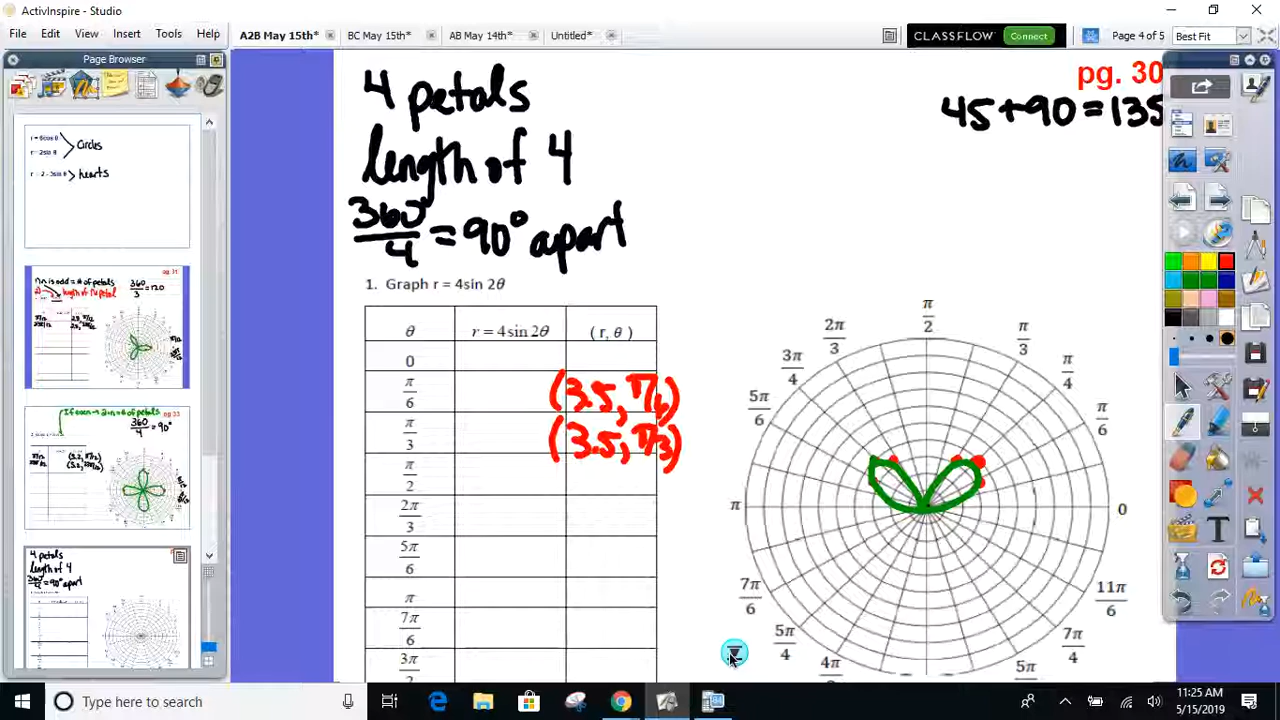 ActivInspire - Studio
File Edit View Insert Tools Help
A2B May 15th* BC May 15th* AB May 14th* Untitled*
CLASSFLOW Connect
Page 4 of 5 Best Fit
Page Browser
Circles
r = 2 - 3sin θ > hearts
4 petals
length of 4
360°/4 = 90° apart
pg. 30
45+90=135
1. Graph r = 4sin 2θ
θ r = 4sin 2θ ( r, θ )
0
π/6 (3.5, π/6)
π/3 (3.5, π/3)
π/2
2π/3
5π/6
π
7π/6
3π/2
π/2
2π/3 π/3
3π/4 π/4
5π/6 π/6
π 0
7π/6 11π/6
5π/4 7π/4
4π 5π
Type here to search
11:25 AM
5/15/2019